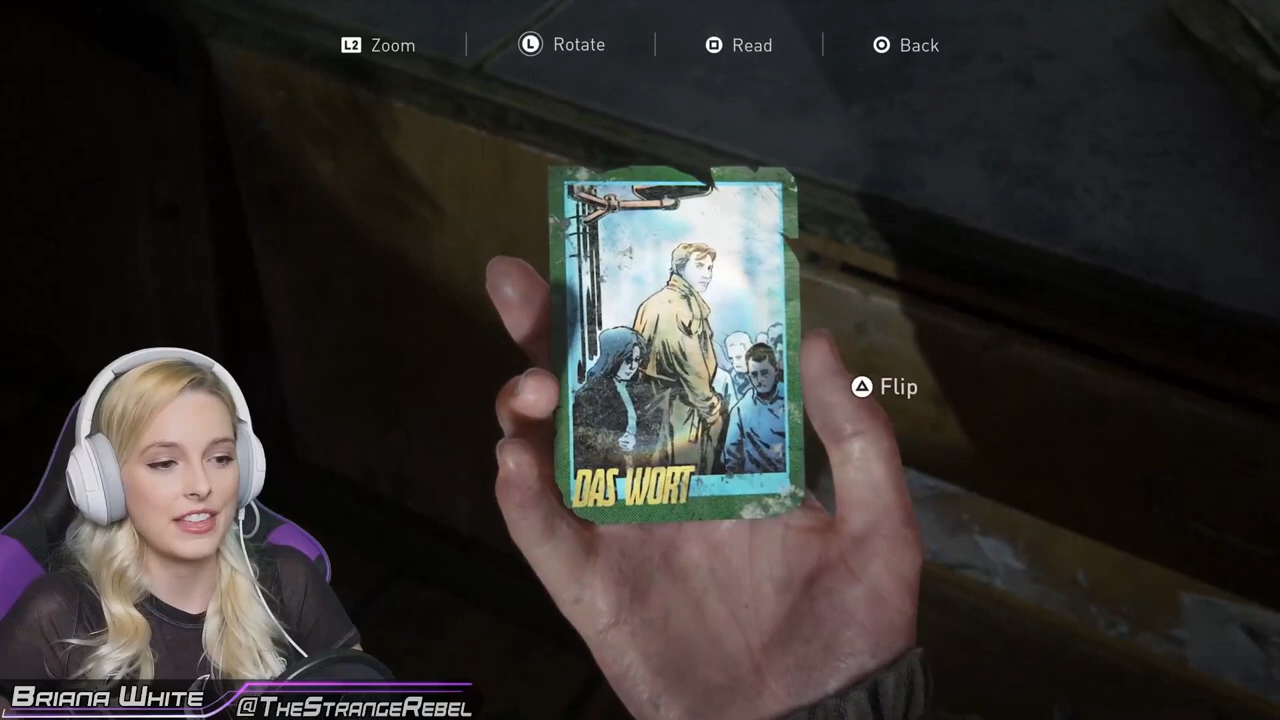 L2 Zoom
L Rotate
Read
Back
Flip
DAS WORT
BRIANA WHITE
@THESTRANGEREBEL